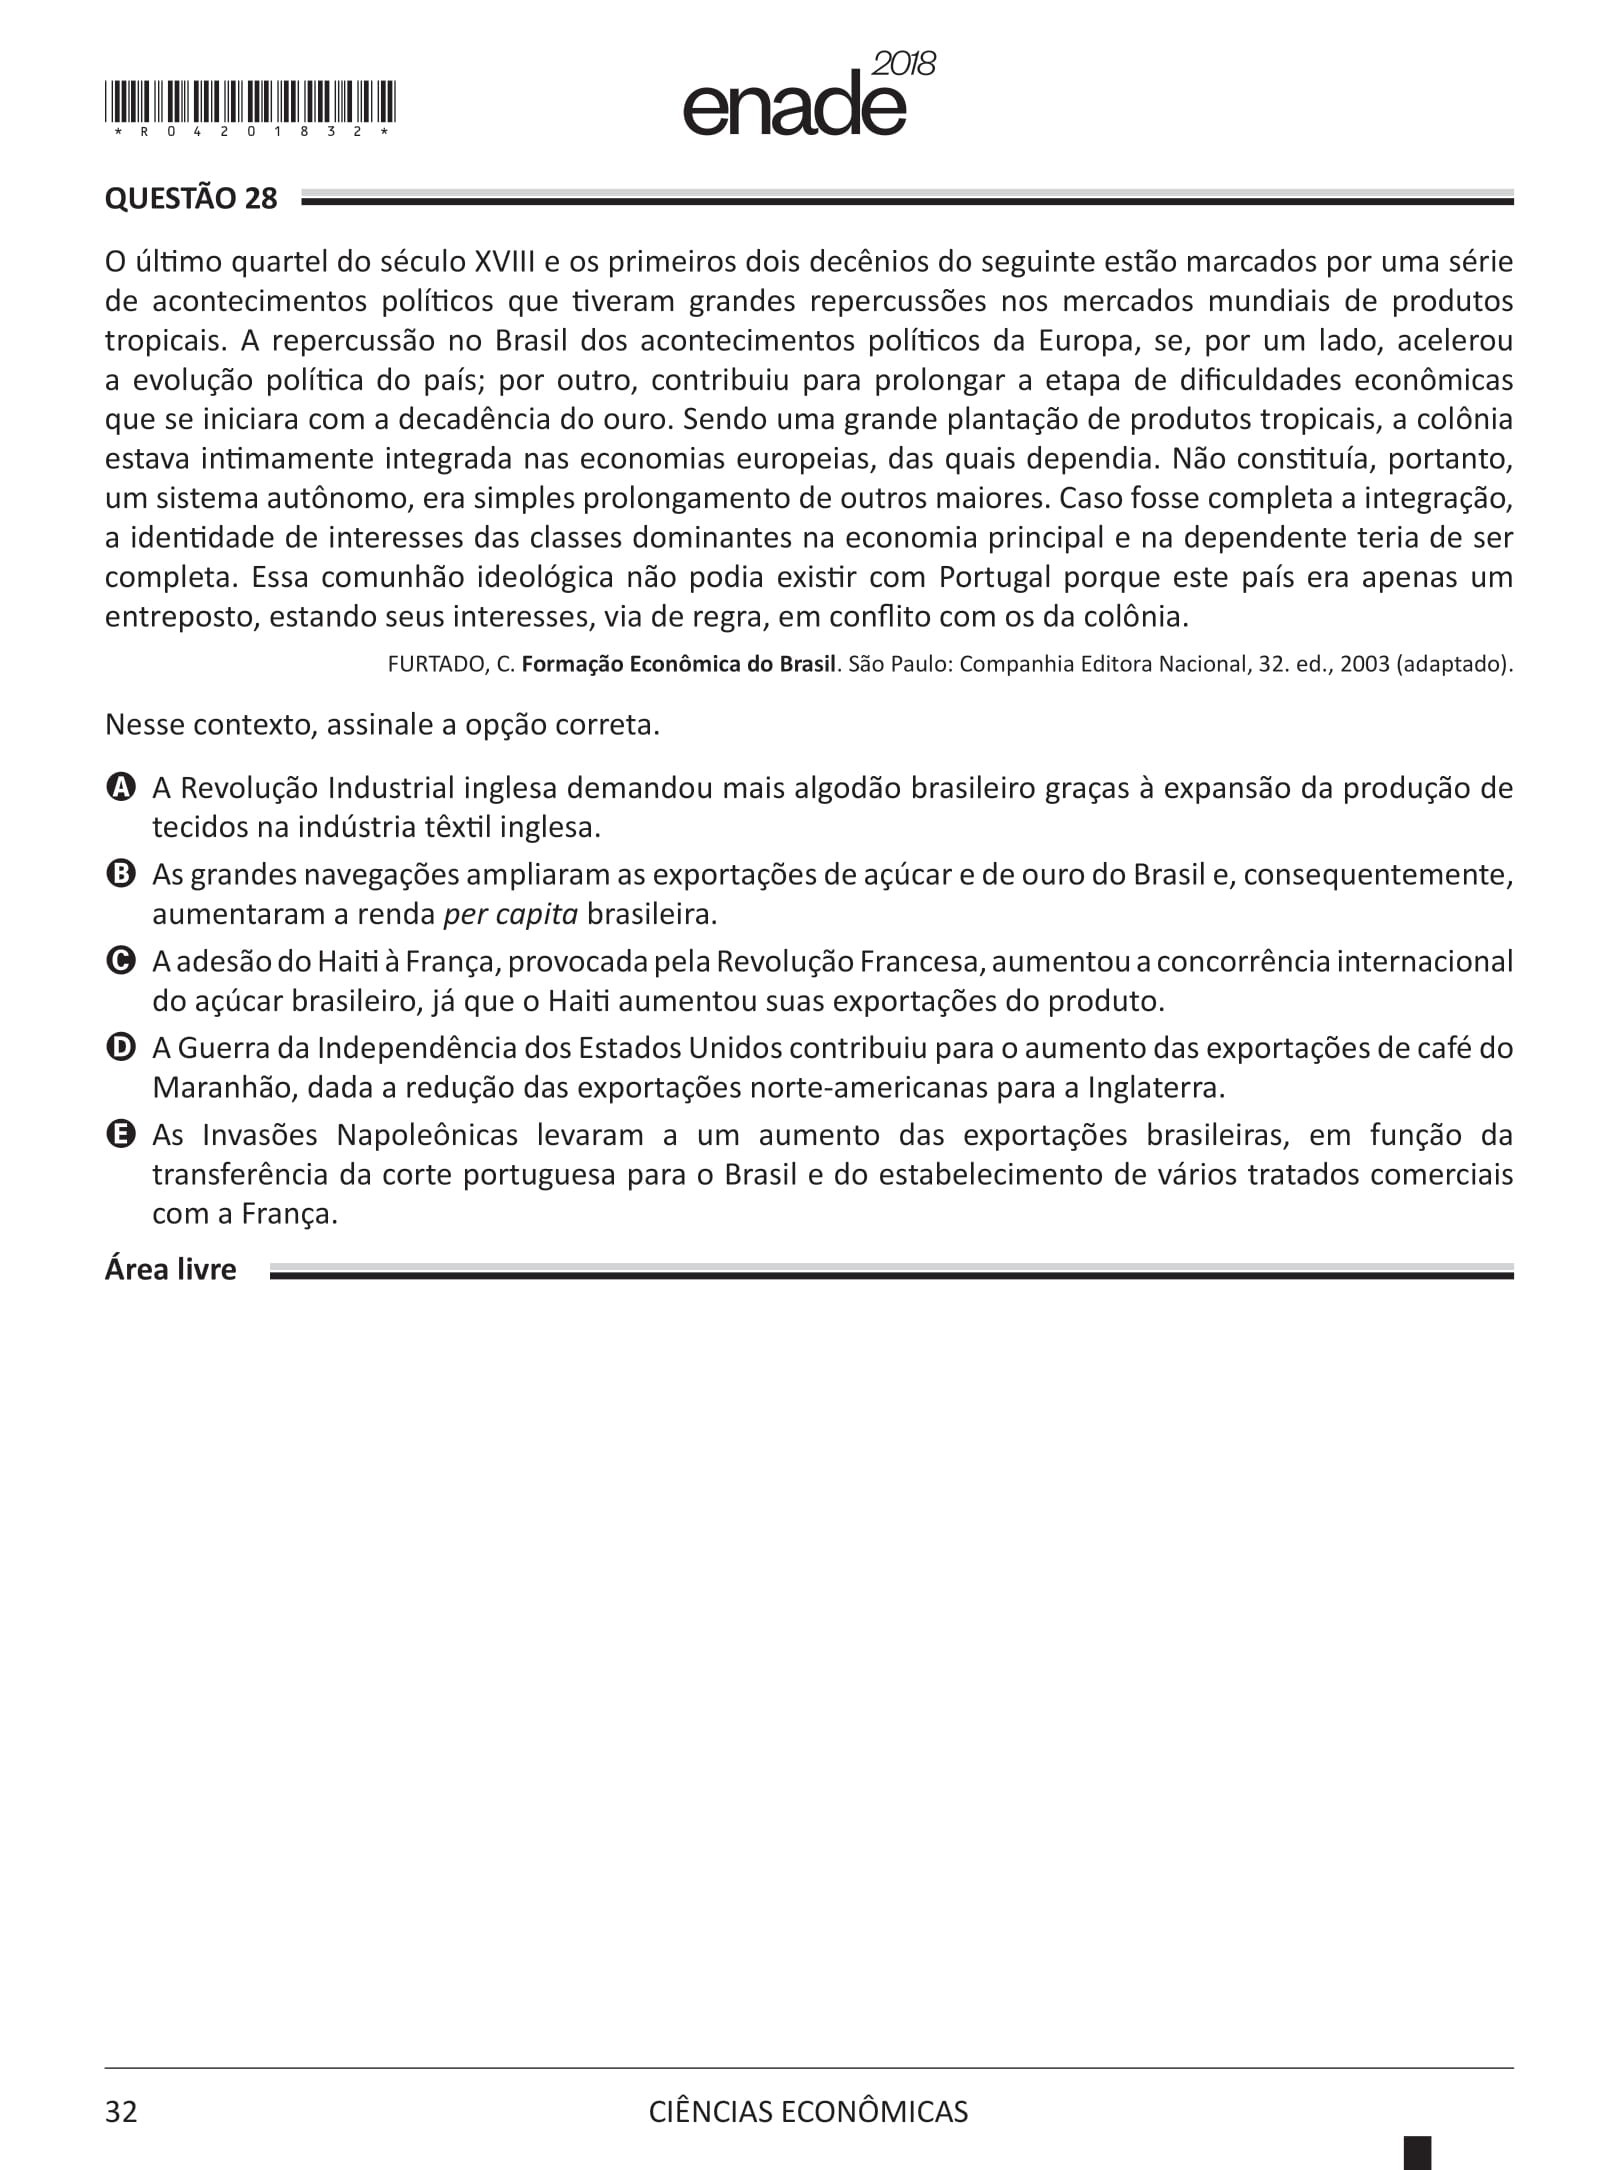 *R04201832*
enade 2018
QUESTÃO 28
O último quartel do século XVIII e os primeiros dois decênios do seguinte estão marcados por uma série
de acontecimentos políticos que tiveram grandes repercussões nos mercados mundiais de produtos
tropicais. A repercussão no Brasil dos acontecimentos políticos da Europa, se, por um lado, acelerou
a evolução política do país; por outro, contribuiu para prolongar a etapa de dificuldades econômicas
que se iniciara com a decadência do ouro. Sendo uma grande plantação de produtos tropicais, a colônia
estava intimamente integrada nas economias europeias, das quais dependia. Não constituía, portanto,
um sistema autônomo, era simples prolongamento de outros maiores. Caso fosse completa a integração,
a identidade de interesses das classes dominantes na economia principal e na dependente teria de ser
completa. Essa comunhão ideológica não podia existir com Portugal porque este país era apenas um
entreposto, estando seus interesses, via de regra, em conflito com os da colônia.
FURTADO, C. Formação Econômica do Brasil. São Paulo: Companhia Editora Nacional, 32. ed., 2003 (adaptado).
Nesse contexto, assinale a opção correta.
A A Revolução Industrial inglesa demandou mais algodão brasileiro graças à expansão da produção de
tecidos na indústria têxtil inglesa.
B As grandes navegações ampliaram as exportações de açúcar e de ouro do Brasil e, consequentemente,
aumentaram a renda per capita brasileira.
C A adesão do Haiti à França, provocada pela Revolução Francesa, aumentou a concorrência internacional
do açúcar brasileiro, já que o Haiti aumentou suas exportações do produto.
D A Guerra da Independência dos Estados Unidos contribuiu para o aumento das exportações de café do
Maranhão, dada a redução das exportações norte-americanas para a Inglaterra.
E As Invasões Napoleônicas levaram a um aumento das exportações brasileiras, em função da
transferência da corte portuguesa para o Brasil e do estabelecimento de vários tratados comerciais
com a França.
Área livre
32
CIÊNCIAS ECONÔMICAS